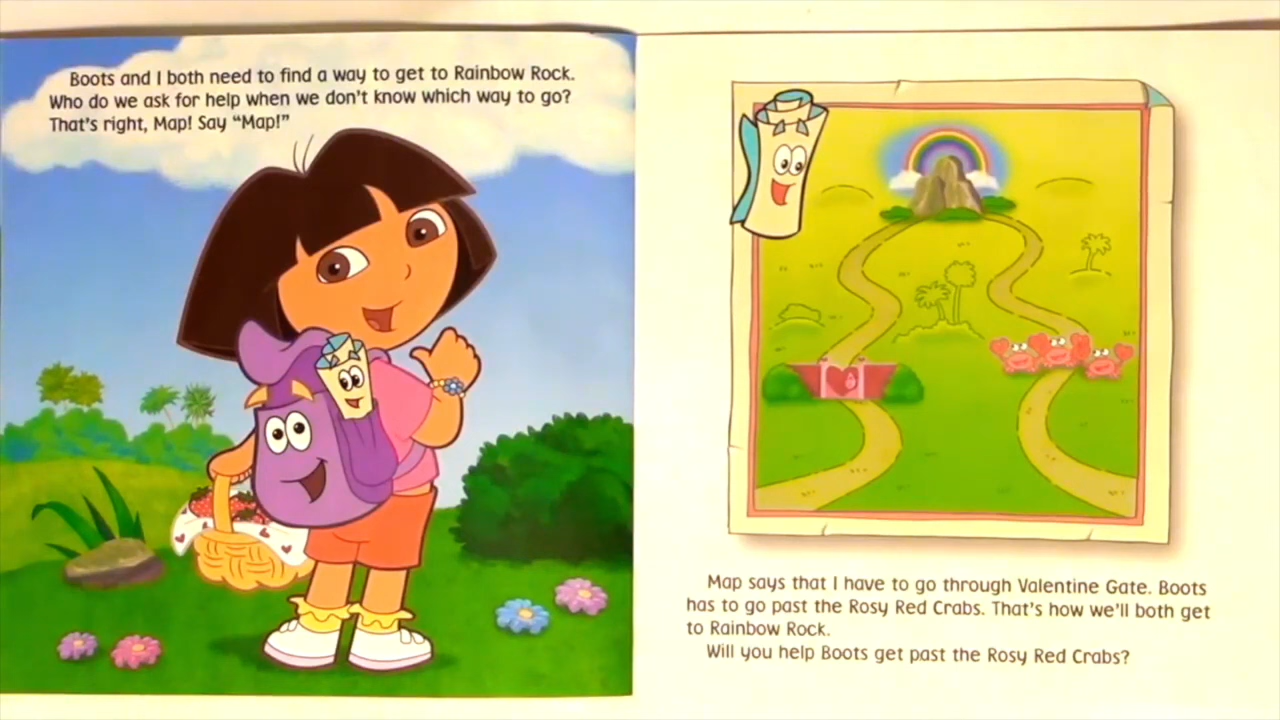 Boots and I both need to find a way to get to Rainbow Rock.
Who do we ask for help when we don't know which way to go?
That's right, Map! Say “Map!”
Map says that I have to go through Valentine Gate. Boots
has to go past the Rosy Red Crabs. That's how we'll both get
to Rainbow Rock.
Will you help Boots get past the Rosy Red Crabs?